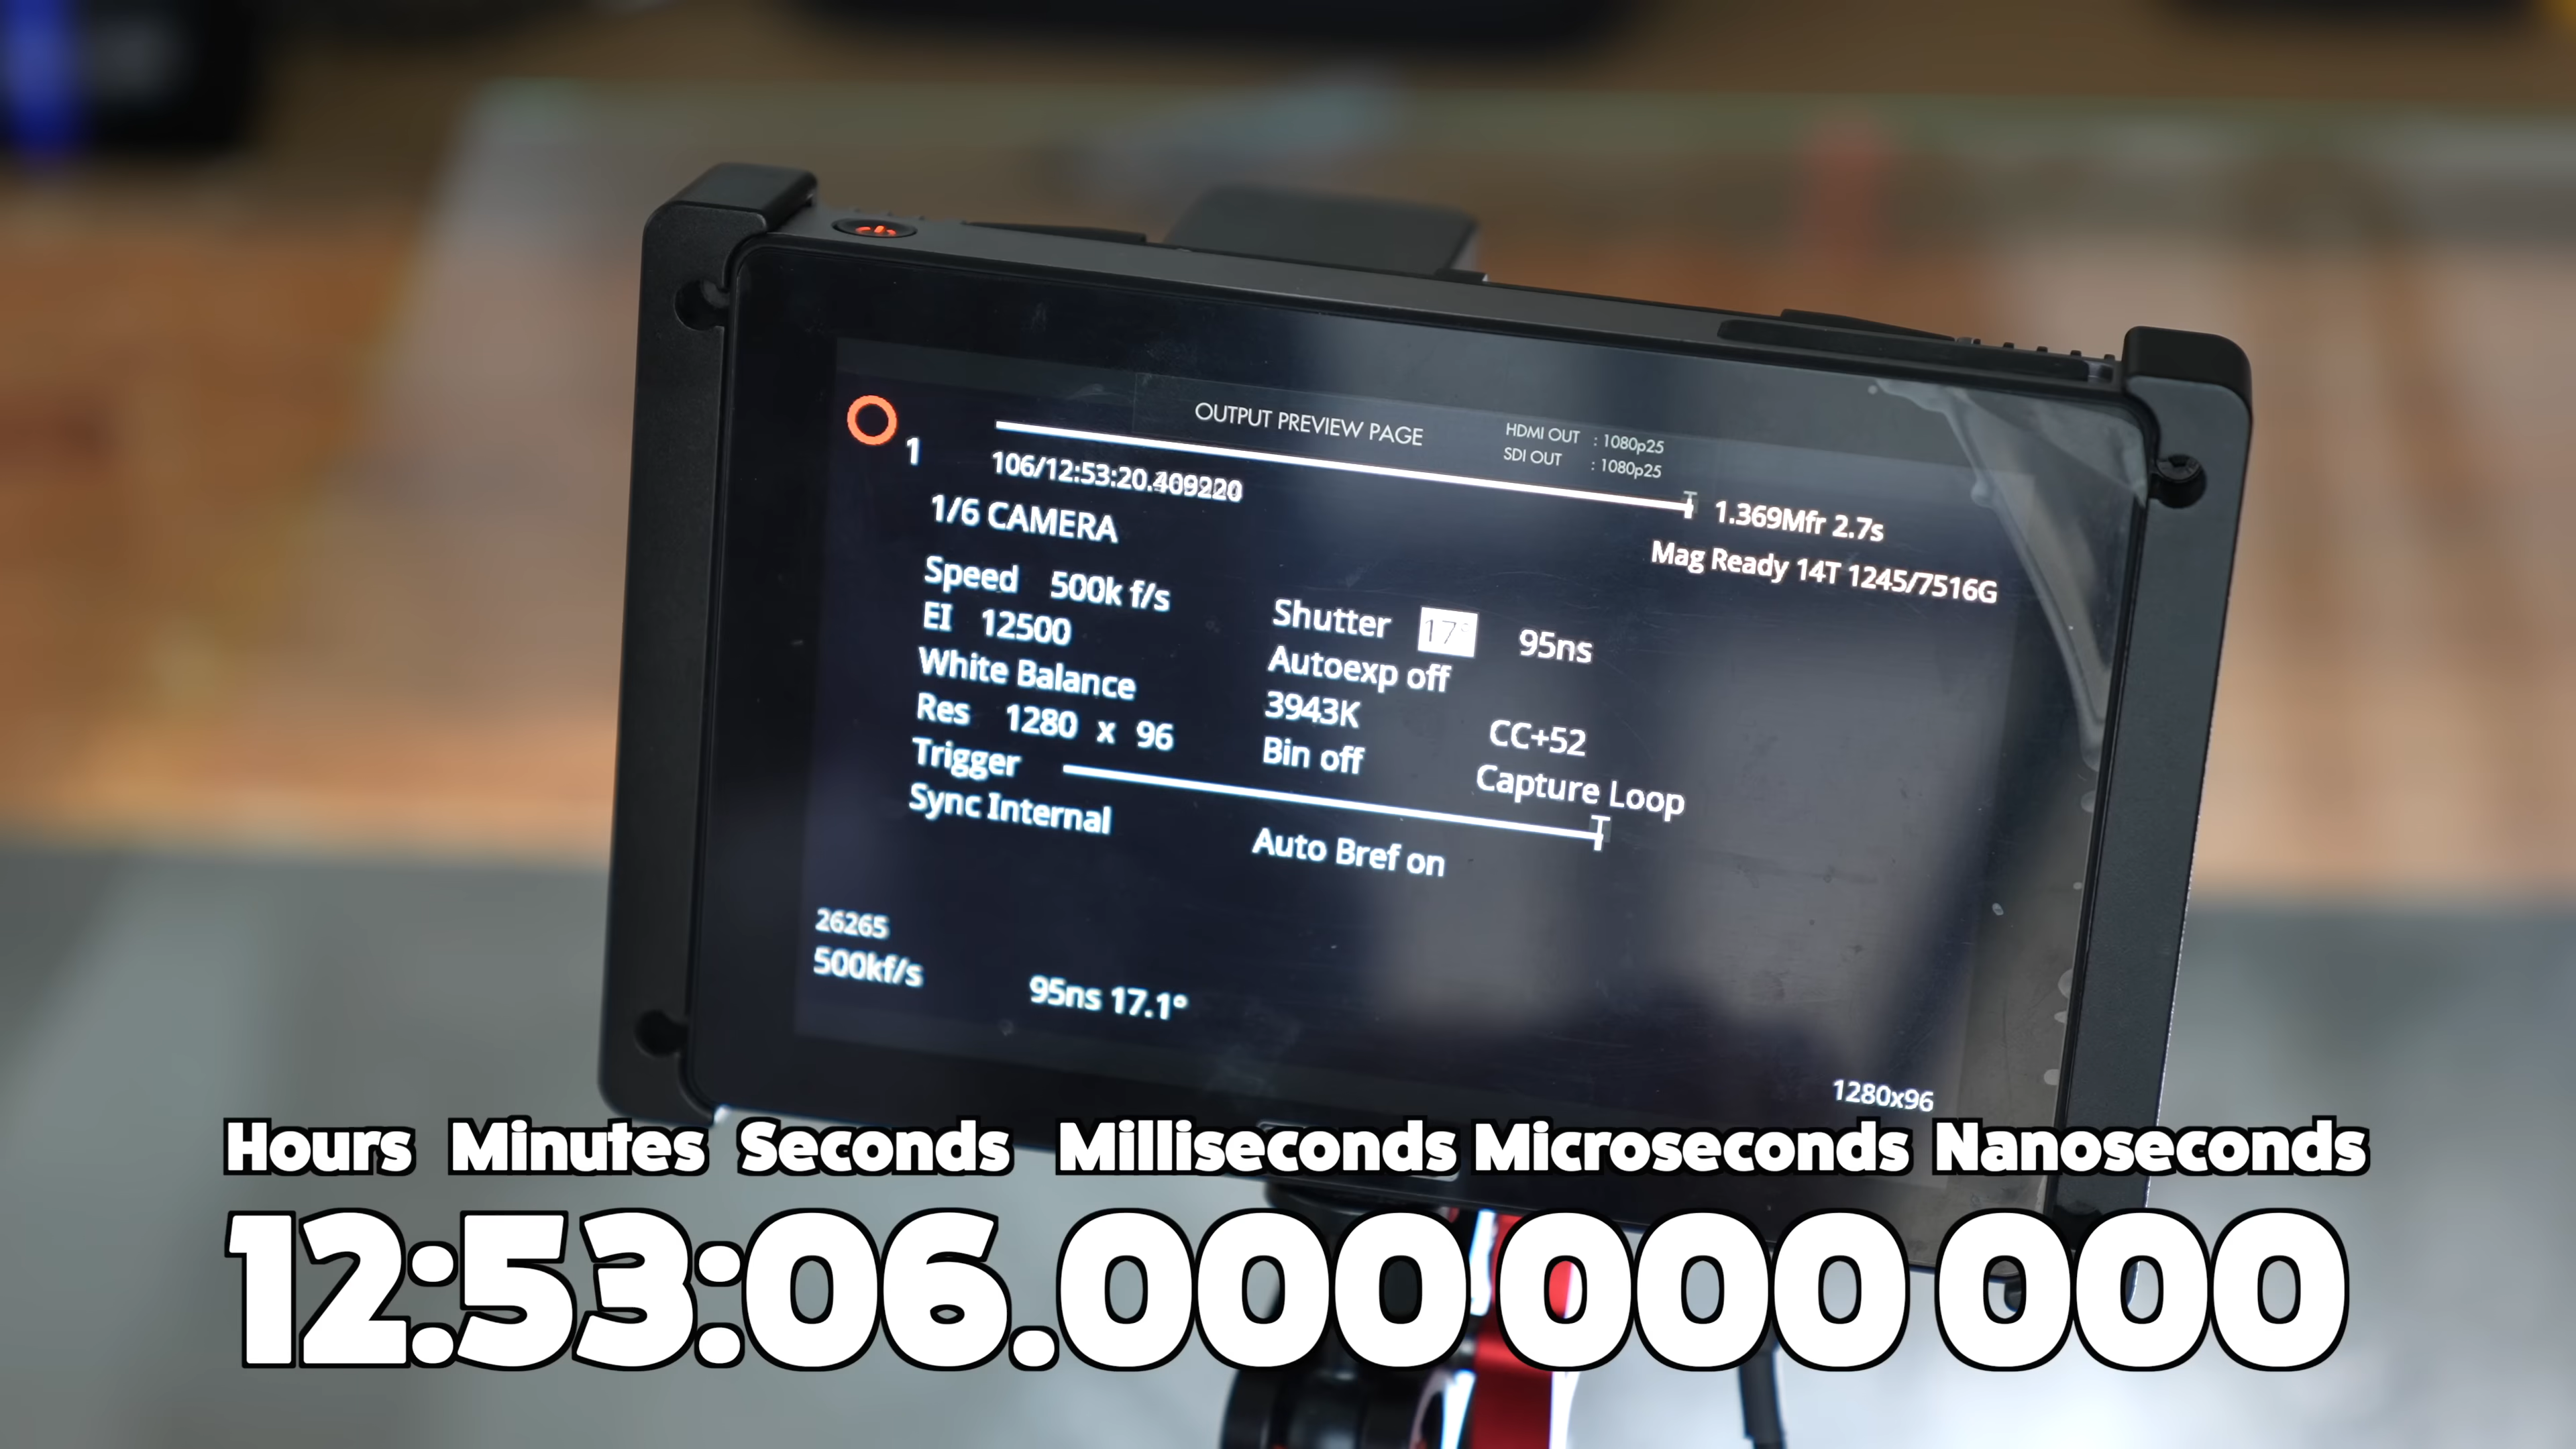 OUTPUT PREVIEW PAGE
HDMI OUT : 1080p25
SDI OUT : 1080p25
1
106/12:53:20.409220
1.369Mfr 2.7s
1/6 CAMERA
Mag Ready 14T 1245/7516G
Speed 500k f/s
Shutter 17° 95ns
EI 12500
Autoexp off
White Balance 3943K CC+52
Res 1280 x 96 Bin off Capture Loop
Trigger T
Sync Internal Auto Bref on
26265
500kf/s 95ns 17.1°
1280x96
Hours Minutes Seconds Milliseconds Microseconds Nanoseconds
12:53:06.000 000 000